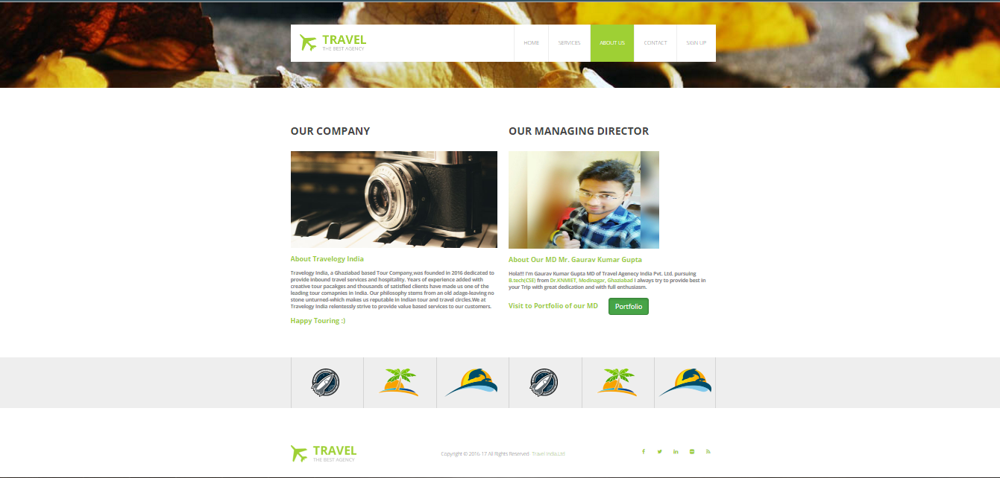 TRAVEL
THE BEST AGENCY
HOME
SERVICES
ABOUT US
CONTACT
SIGN UP
OUR COMPANY
About Travelogy India
Travelogy India, a Ghaziabad based Tour Company,was founded in 2016 dedicated to
provide inbound travel services and hospitality. Years of experience added with
creative tour pacakges and thousands of satisfied clients have made us one of the
leading tour comapnies in India. Our philosophy stems from an old adage-leaving no
stone unturned-which makes us reputable in Indian tour and travel circles.We at
Travelogy India relentessly strive to provide value based services to our customers.
Happy Touring :)
OUR MANAGING DIRECTOR
About Our MD Mr. Gaurav Kumar Gupta
Hola!!! I'm Gaurav Kumar Gupta MD of Travel Agenecy India Pvt. Ltd. pursuing
B.tech(CSE) from Dr.KNMIET, Modinagar, Ghaziabad I always try to provide best in
your Trip with great dedication and with full enthusiasm.
Visit to Portfolio of our MD
Portfolio
TRAVEL
THE BEST AGENCY
Copyright © 2016-17 All Rights Reserved- Travel India.Ltd